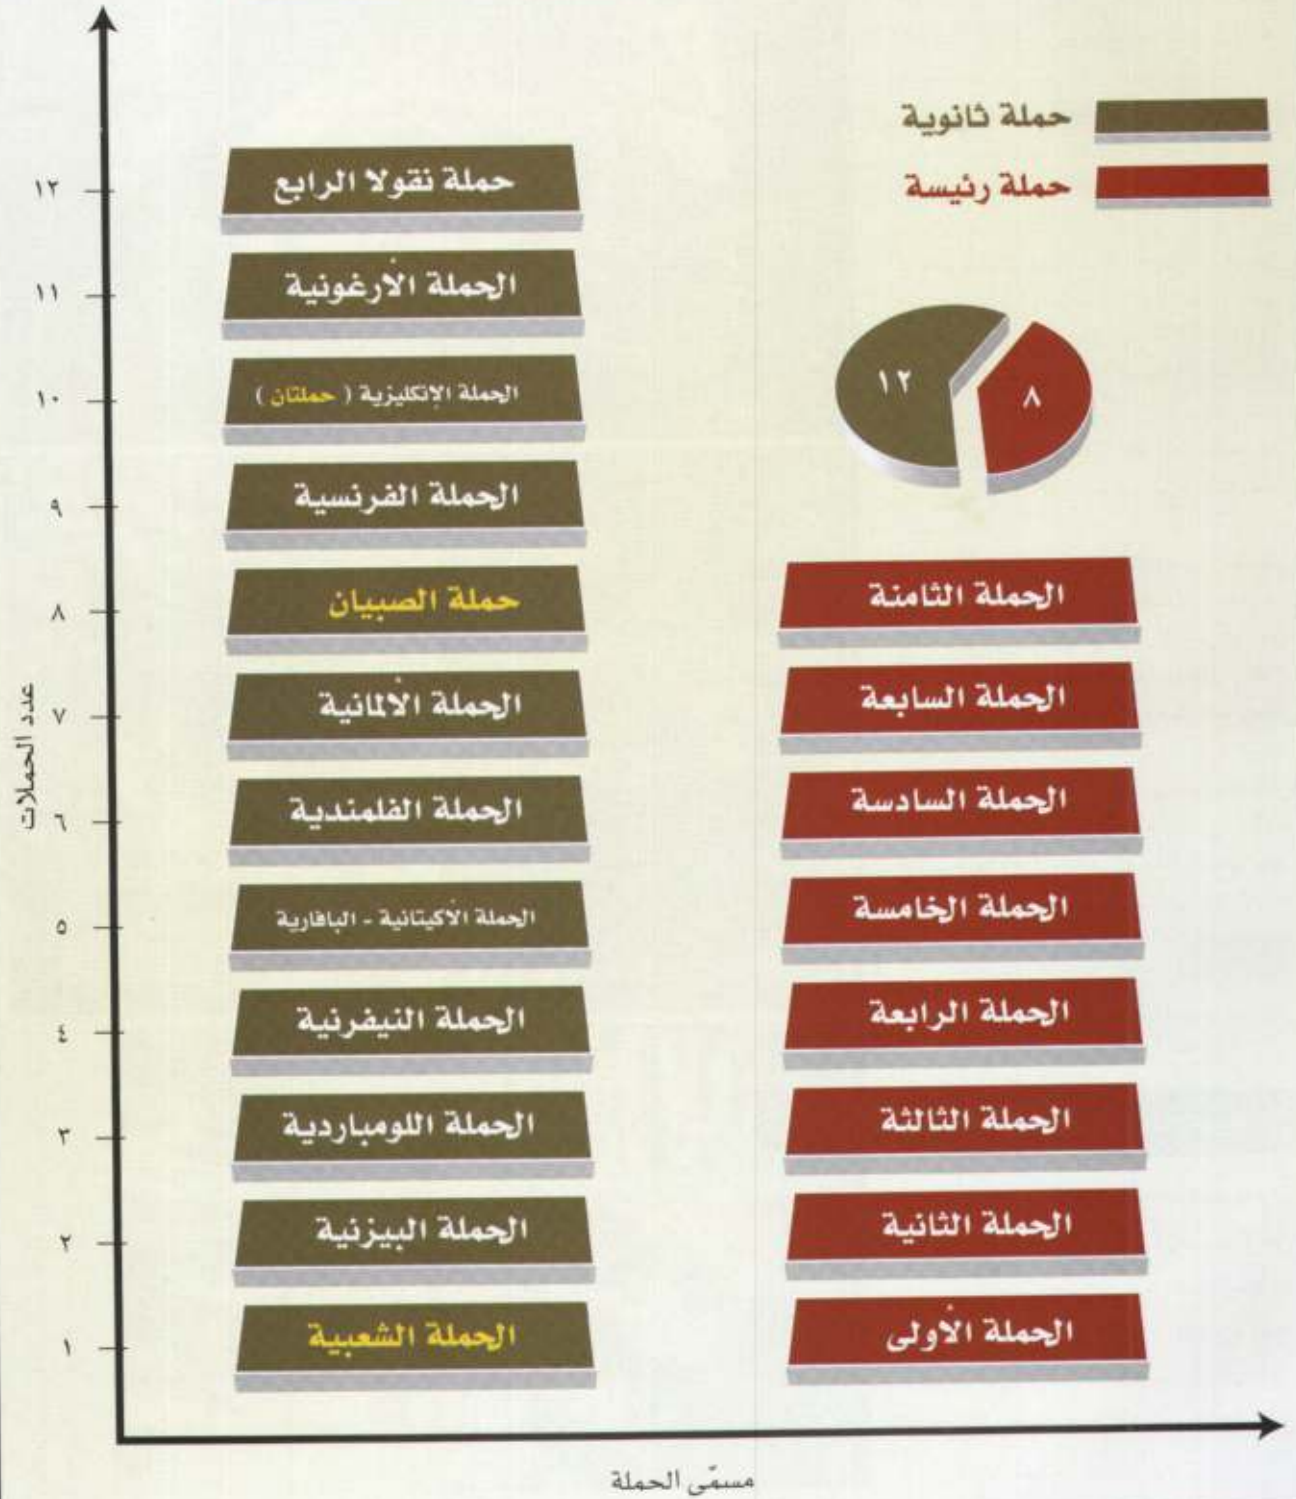 حملة ثانوية
حملة رئيسة
١٢
٨
عدد الحملات
١٢
١١
١٠
٩
٨
٧
٦
٥
٤
٣
٢
١
حملة نقولا الرابع
الحملة الأرغونية
الحملة الإنكليزية ( حملتان )
الحملة الفرنسية
حملة الصبيان
الحملة الألمانية
الحملة الفلمندية
الحملة الأكيتانية - البافارية
الحملة النيفرنية
الحملة اللومباردية
الحملة البيزنية
الحملة الشعبية
الحملة الثامنة
الحملة السابعة
الحملة السادسة
الحملة الخامسة
الحملة الرابعة
الحملة الثالثة
الحملة الثانية
الحملة الأولى
مسمّى الحملة